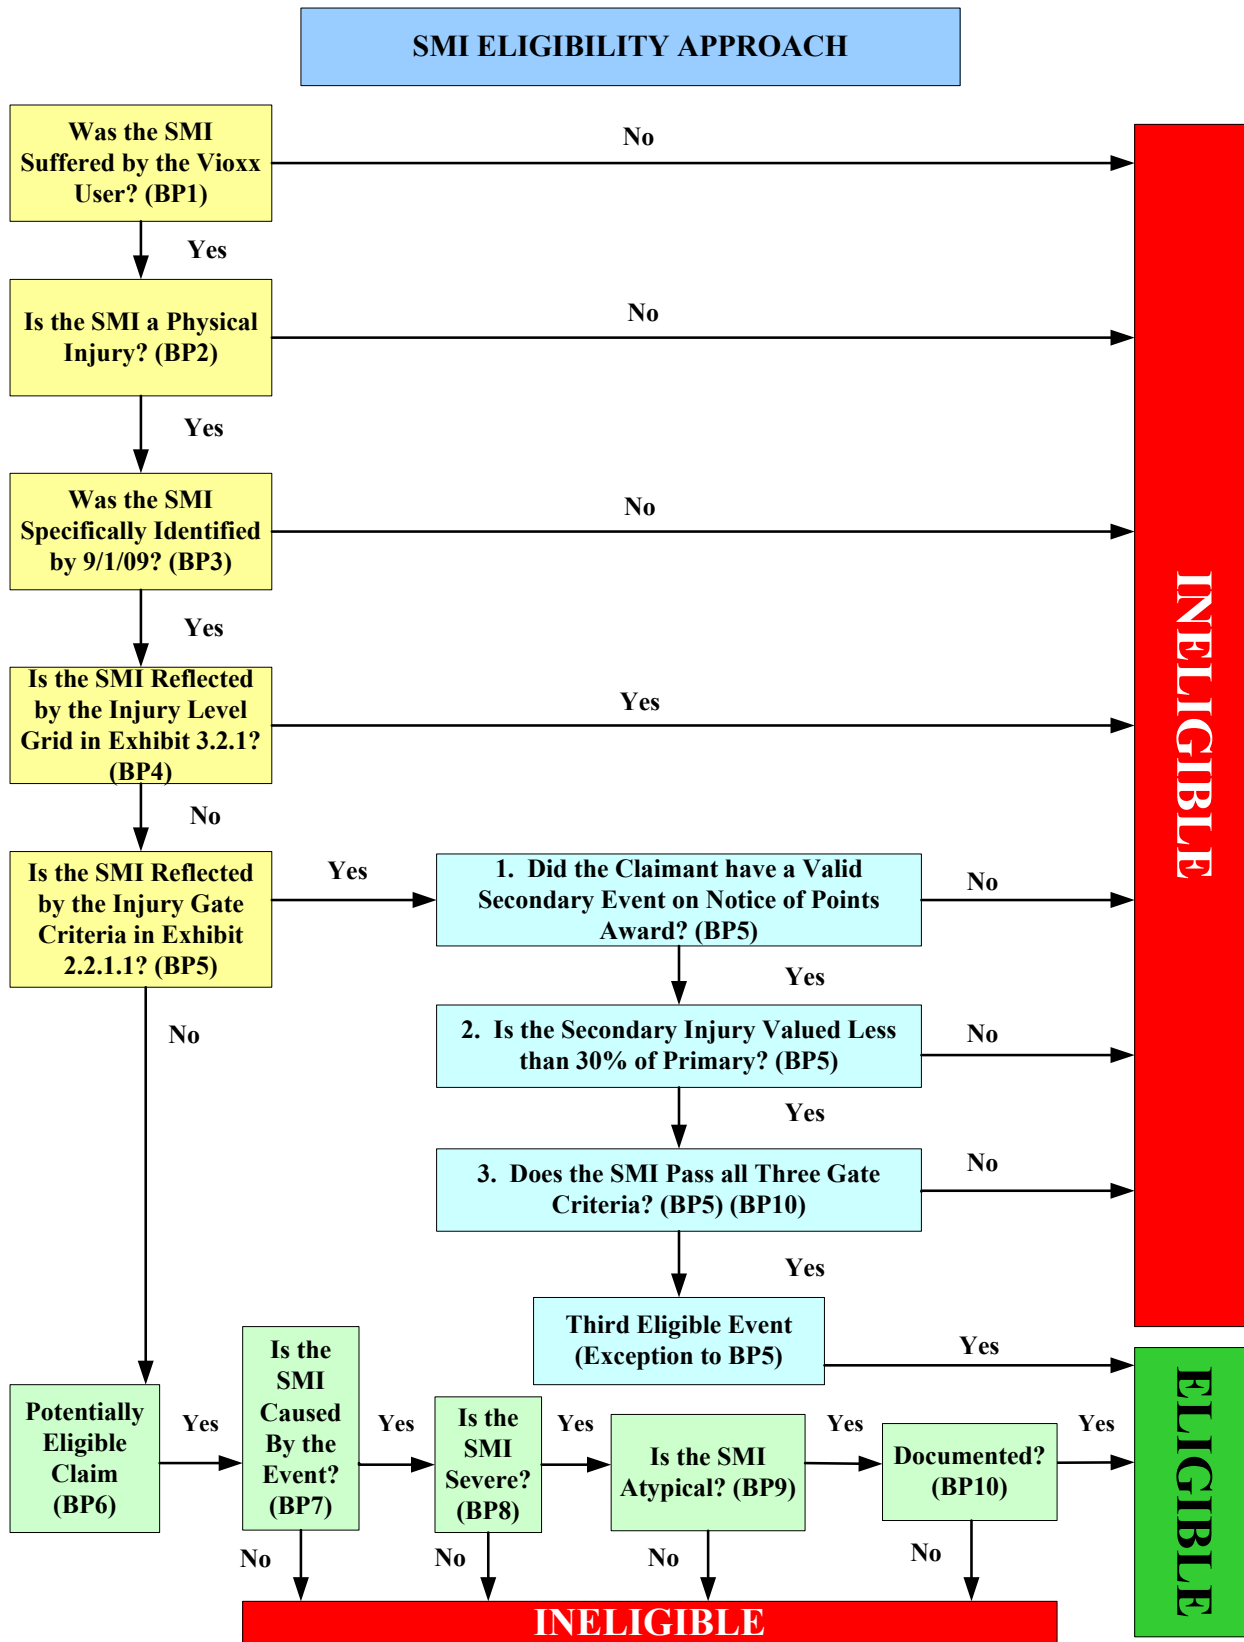 SMI ELIGIBILITY APPROACH
Was the SMI
Suffered by the Vioxx
User? (BP1)
No
Yes
Is the SMI a Physical
Injury? (BP2)
No
Yes
Was the SMI
Specifically Identified
by 9/1/09? (BP3)
No
Yes
Is the SMI Reflected
by the Injury Level
Grid in Exhibit 3.2.1?
(BP4)
Yes
No
Is the SMI Reflected
by the Injury Gate
Criteria in Exhibit
2.2.1.1? (BP5)
Yes
1. Did the Claimant have a Valid
Secondary Event on Notice of Points
Award? (BP5)
No
Yes
No
2. Is the Secondary Injury Valued Less
than 30% of Primary? (BP5)
No
Yes
3. Does the SMI Pass all Three Gate
Criteria? (BP5) (BP10)
No
Yes
Third Eligible Event
(Exception to BP5)
Yes
INELIGIBLE
Potentially
Eligible
Claim
(BP6)
Yes
Is the
SMI
Caused
By the
Event?
(BP7)
Yes
Is the
SMI
Severe?
(BP8)
Yes
Is the SMI
Atypical? (BP9)
Yes
Documented?
(BP10)
Yes
ELIGIBLE
No
No
No
No
INELIGIBLE